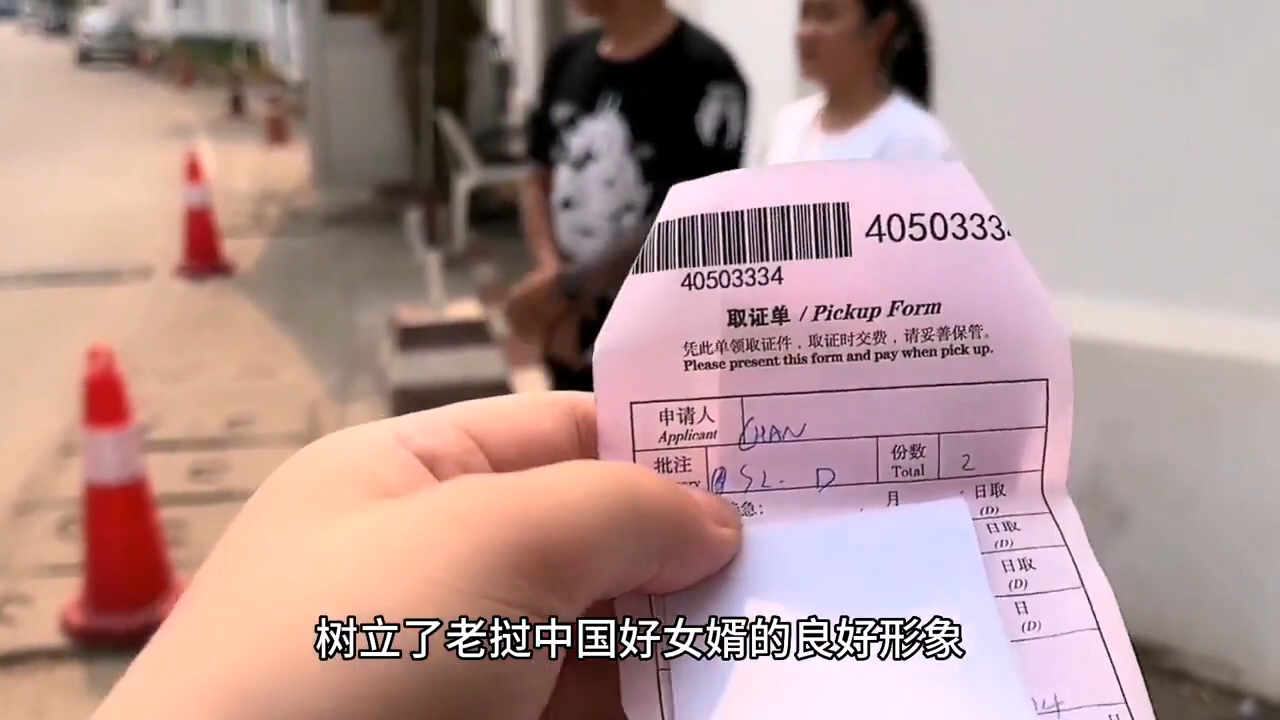 4050333
40503334
取证单 / Pickup Form
凭此单领取证件，取证时交费，请妥善保管。
Please present this form and pay when pick up.
申请人
Applicant
批注
份数
Total
2
月
日取
(D)
日取
(D)
日取
(D)
日
(D)
日
树立了老挝中国好女婿的良好形象